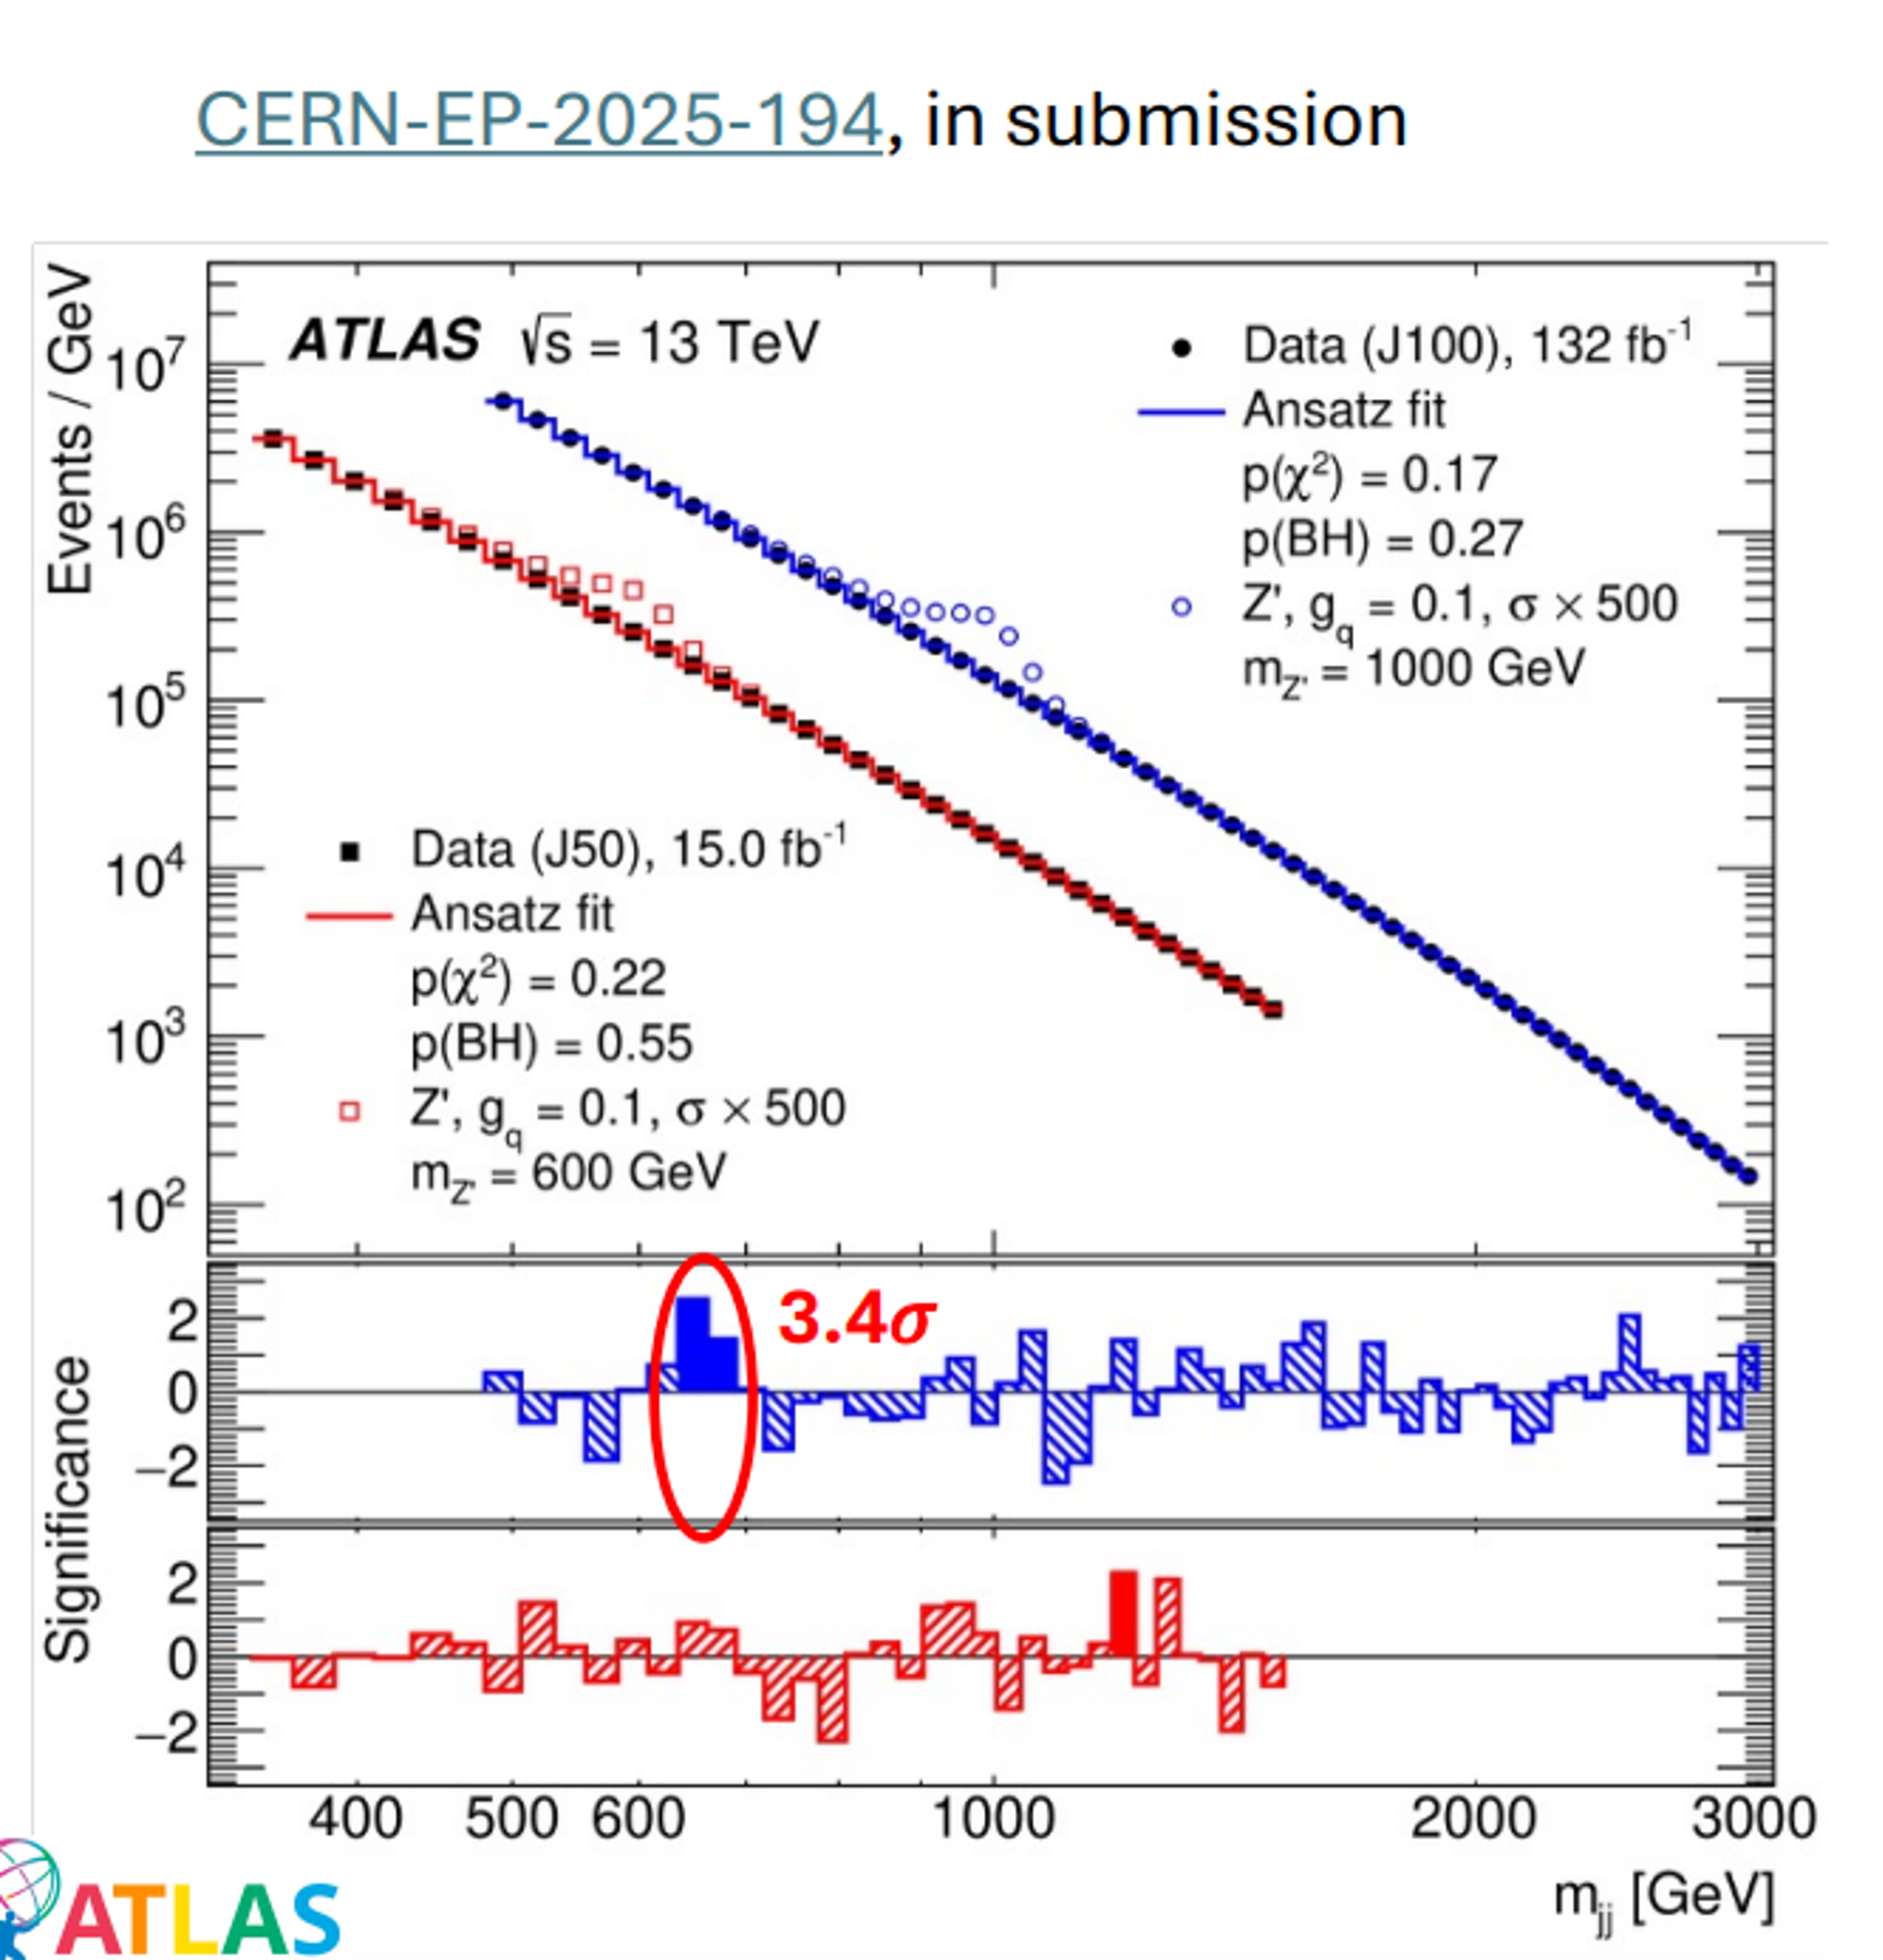 CERN-EP-2025-194, in submission
Events / GeV
10⁷
10⁶
10⁵
10⁴
10³
10²
ATLAS √s = 13 TeV
Data (J100), 132 fb⁻¹
Ansatz fit
p(χ²) = 0.17
p(BH) = 0.27
Z', g_q = 0.1, σ × 500
m_Z' = 1000 GeV
Data (J50), 15.0 fb⁻¹
Ansatz fit
p(χ²) = 0.22
p(BH) = 0.55
Z', g_q = 0.1, σ × 500
m_Z' = 600 GeV
Significance
2
0
−2
3.4σ
2
0
−2
400 500 600 1000 2000 3000
m_jj [GeV]
ATLAS